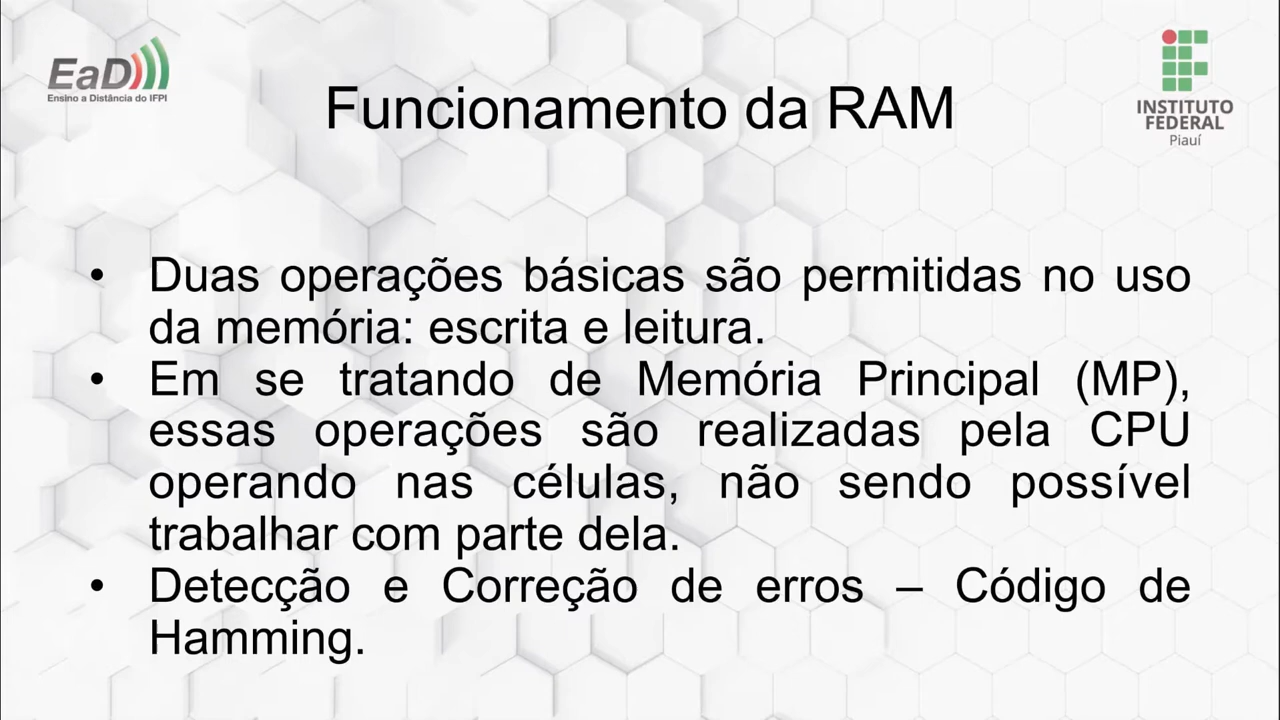 EaD
Ensino a Distância do IFPI
Funcionamento da RAM
INSTITUTO
FEDERAL
Piauí
• Duas operações básicas são permitidas no uso
da memória: escrita e leitura.
• Em se tratando de Memória Principal (MP),
essas operações são realizadas pela CPU
operando nas células, não sendo possível
trabalhar com parte dela.
• Detecção e Correção de erros – Código de
Hamming.